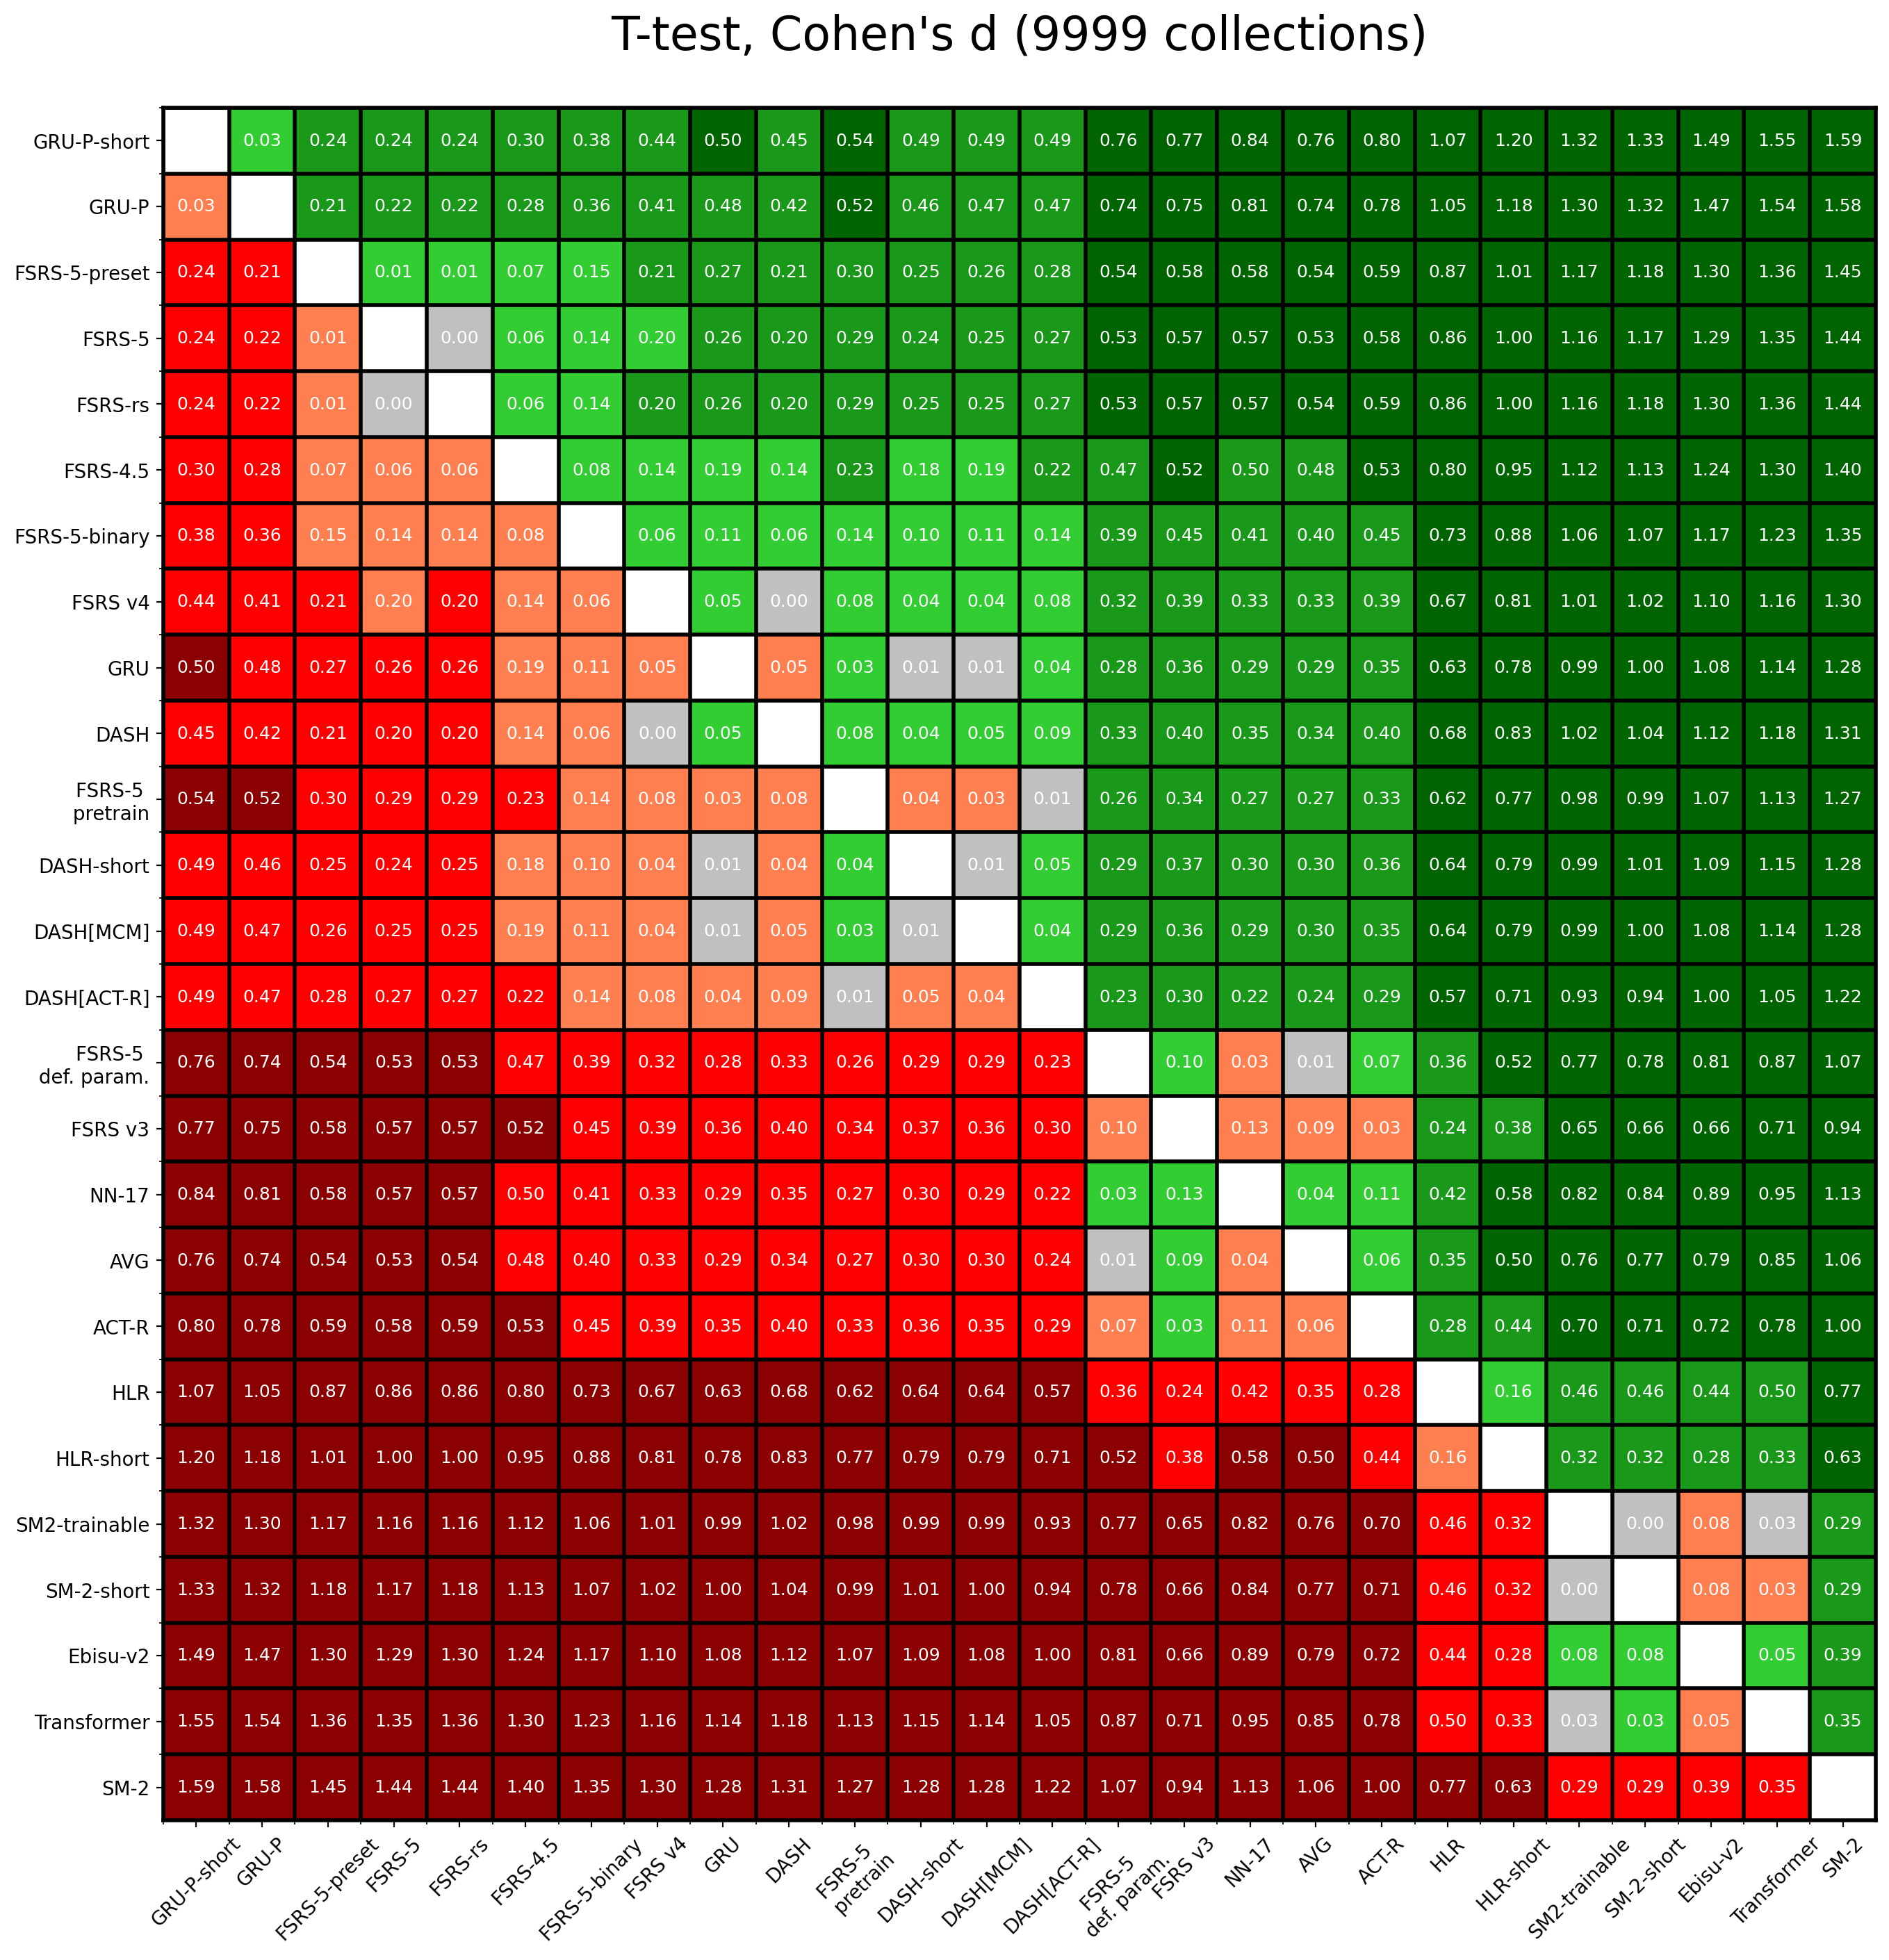 T-test, Cohen's d (9999 collections)
GRU-P-short 0.03 0.24 0.24 0.24 0.30 0.38 0.44 0.50 0.45 0.54 0.49 0.49 0.49 0.76 0.77 0.84 0.76 0.80 1.07 1.20 1.32 1.33 1.49 1.55 1.59
GRU-P 0.03 0.21 0.22 0.22 0.28 0.36 0.41 0.48 0.42 0.52 0.46 0.47 0.47 0.74 0.75 0.81 0.74 0.78 1.05 1.18 1.30 1.32 1.47 1.54 1.58
FSRS-5-preset 0.24 0.21 0.01 0.01 0.07 0.15 0.21 0.27 0.21 0.30 0.25 0.26 0.28 0.54 0.58 0.58 0.54 0.59 0.87 1.01 1.17 1.18 1.30 1.36 1.45
FSRS-5 0.24 0.22 0.01 0.00 0.06 0.14 0.20 0.26 0.20 0.29 0.24 0.25 0.27 0.53 0.57 0.57 0.53 0.58 0.86 1.00 1.16 1.17 1.29 1.35 1.44
FSRS-rs 0.24 0.22 0.01 0.00 0.06 0.14 0.20 0.26 0.20 0.29 0.25 0.25 0.27 0.53 0.57 0.57 0.54 0.59 0.86 1.00 1.16 1.18 1.30 1.36 1.44
FSRS-4.5 0.30 0.28 0.07 0.06 0.06 0.08 0.14 0.19 0.14 0.23 0.18 0.19 0.22 0.47 0.52 0.50 0.48 0.53 0.80 0.95 1.12 1.13 1.24 1.30 1.40
FSRS-5-binary 0.38 0.36 0.15 0.14 0.14 0.08 0.06 0.11 0.06 0.14 0.10 0.11 0.14 0.39 0.45 0.41 0.40 0.45 0.73 0.88 1.06 1.07 1.17 1.23 1.35
FSRS v4 0.44 0.41 0.21 0.20 0.20 0.14 0.06 0.05 0.00 0.08 0.04 0.04 0.08 0.32 0.39 0.33 0.33 0.39 0.67 0.81 1.01 1.02 1.10 1.16 1.30
GRU 0.50 0.48 0.27 0.26 0.26 0.19 0.11 0.05 0.05 0.03 0.01 0.01 0.04 0.28 0.36 0.29 0.29 0.35 0.63 0.78 0.99 1.00 1.08 1.14 1.28
DASH 0.45 0.42 0.21 0.20 0.20 0.14 0.06 0.00 0.05 0.08 0.04 0.05 0.09 0.33 0.40 0.35 0.34 0.40 0.68 0.83 1.02 1.04 1.12 1.18 1.31
FSRS-5
pretrain 0.54 0.52 0.30 0.29 0.29 0.23 0.14 0.08 0.03 0.08 0.04 0.03 0.01 0.26 0.34 0.27 0.27 0.33 0.62 0.77 0.98 0.99 1.07 1.13 1.27
DASH-short 0.49 0.46 0.25 0.24 0.25 0.18 0.10 0.04 0.01 0.04 0.04 0.01 0.05 0.29 0.37 0.30 0.30 0.36 0.64 0.79 0.99 1.01 1.09 1.15 1.28
DASH[MCM] 0.49 0.47 0.26 0.25 0.25 0.19 0.11 0.04 0.01 0.05 0.03 0.01 0.04 0.29 0.36 0.29 0.30 0.35 0.64 0.79 0.99 1.00 1.08 1.14 1.28
DASH[ACT-R] 0.49 0.47 0.28 0.27 0.27 0.22 0.14 0.08 0.04 0.09 0.01 0.05 0.04 0.23 0.30 0.22 0.24 0.29 0.57 0.71 0.93 0.94 1.00 1.05 1.22
FSRS-5
def. param. 0.76 0.74 0.54 0.53 0.53 0.47 0.39 0.32 0.28 0.33 0.26 0.29 0.29 0.23 0.10 0.03 0.01 0.07 0.36 0.52 0.77 0.78 0.81 0.87 1.07
FSRS v3 0.77 0.75 0.58 0.57 0.57 0.52 0.45 0.39 0.36 0.40 0.34 0.37 0.36 0.30 0.10 0.13 0.09 0.03 0.24 0.38 0.65 0.66 0.66 0.71 0.94
NN-17 0.84 0.81 0.58 0.57 0.57 0.50 0.41 0.33 0.29 0.35 0.27 0.30 0.29 0.22 0.03 0.13 0.04 0.11 0.42 0.58 0.82 0.84 0.89 0.95 1.13
AVG 0.76 0.74 0.54 0.53 0.54 0.48 0.40 0.33 0.29 0.34 0.27 0.30 0.30 0.24 0.01 0.09 0.04 0.06 0.35 0.50 0.76 0.77 0.79 0.85 1.06
ACT-R 0.80 0.78 0.59 0.58 0.59 0.53 0.45 0.39 0.35 0.40 0.33 0.36 0.35 0.29 0.07 0.03 0.11 0.06 0.28 0.44 0.70 0.71 0.72 0.78 1.00
HLR 1.07 1.05 0.87 0.86 0.86 0.80 0.73 0.67 0.63 0.68 0.62 0.64 0.64 0.57 0.36 0.24 0.42 0.35 0.28 0.16 0.46 0.46 0.44 0.50 0.77
HLR-short 1.20 1.18 1.01 1.00 1.00 0.95 0.88 0.81 0.78 0.83 0.77 0.79 0.79 0.71 0.52 0.38 0.58 0.50 0.44 0.16 0.32 0.32 0.28 0.33 0.63
SM2-trainable 1.32 1.30 1.17 1.16 1.16 1.12 1.06 1.01 0.99 1.02 0.98 0.99 0.99 0.93 0.77 0.65 0.82 0.76 0.70 0.46 0.32 0.00 0.08 0.03 0.29
SM-2-short 1.33 1.32 1.18 1.17 1.18 1.13 1.07 1.02 1.00 1.04 0.99 1.01 1.00 0.94 0.78 0.66 0.84 0.77 0.71 0.46 0.32 0.00 0.08 0.03 0.29
Ebisu-v2 1.49 1.47 1.30 1.29 1.30 1.24 1.17 1.10 1.08 1.12 1.07 1.09 1.08 1.00 0.81 0.66 0.89 0.79 0.72 0.44 0.28 0.08 0.08 0.05 0.39
Transformer 1.55 1.54 1.36 1.35 1.36 1.30 1.23 1.16 1.14 1.18 1.13 1.15 1.14 1.05 0.87 0.71 0.95 0.85 0.78 0.50 0.33 0.03 0.03 0.05 0.35
SM-2 1.59 1.58 1.45 1.44 1.44 1.40 1.35 1.30 1.28 1.31 1.27 1.28 1.28 1.22 1.07 0.94 1.13 1.06 1.00 0.77 0.63 0.29 0.29 0.39 0.35
GRU-P-short
GRU-P
FSRS-5-preset
FSRS-5
FSRS-rs
FSRS-4.5
FSRS-5-binary
FSRS v4
GRU
DASH
FSRS-5
pretrain
DASH-short
DASH[MCM]
DASH[ACT-R]
FSRS-5
def. param.
FSRS v3
NN-17
AVG
ACT-R
HLR
HLR-short
SM2-trainable
SM-2-short
Ebisu-v2
Transformer
SM-2